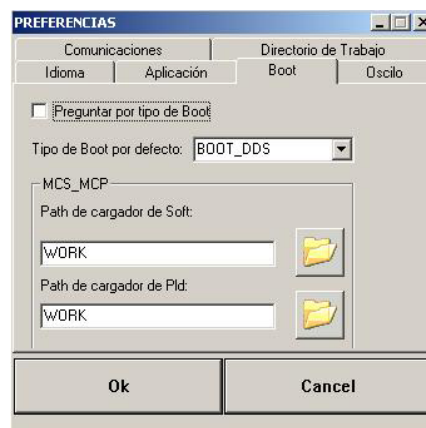 PREFERENCIAS
Comunicaciones Directorio de Trabajo
Idioma Aplicación Boot Oscilo
Preguntar por tipo de Boot
Tipo de Boot por defecto: BOOT_DDS
MCS_MCP
Path de cargador de Soft:
WORK
Path de cargador de Pld:
WORK
Ok Cancel